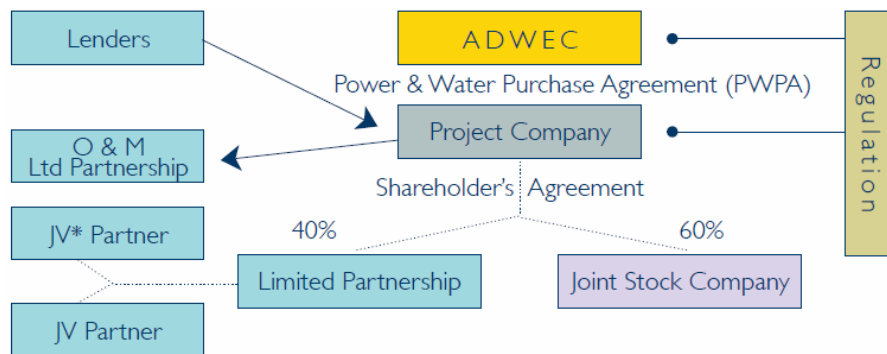 Lenders
ADWEC
Power & Water Purchase Agreement (PWPA)
Project Company
O & M
Ltd Partnership
Shareholder's Agreement
JV* Partner
40%
60%
Limited Partnership
Joint Stock Company
JV Partner
Regulation